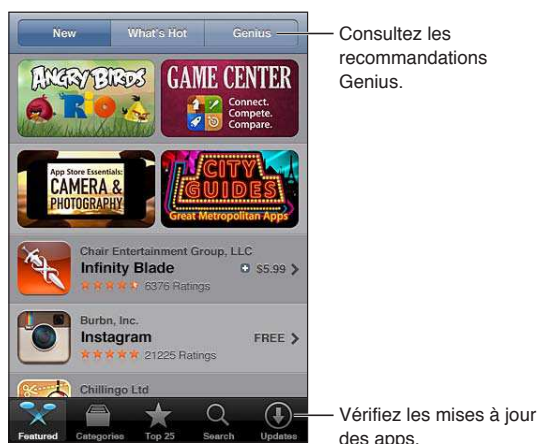 New What's Hot Genius
Consultez les
recommandations
Genius.
ANGRY BIRDS
RIO
GAME CENTER
Connect.
Compete.
Compare.
App Store Essentials:
CAMERA &
PHOTOGRAPHY
CITY
GUIDES
Great Metropolitan Apps
Chair Entertainment Group, LLC
Infinity Blade $5.99
6376 Ratings
Burbn, Inc.
Instagram FREE
21225 Ratings
Chillingo Ltd
Featured Categories Top 25 Search Updates
Vérifiez les mises à jour
des apps.